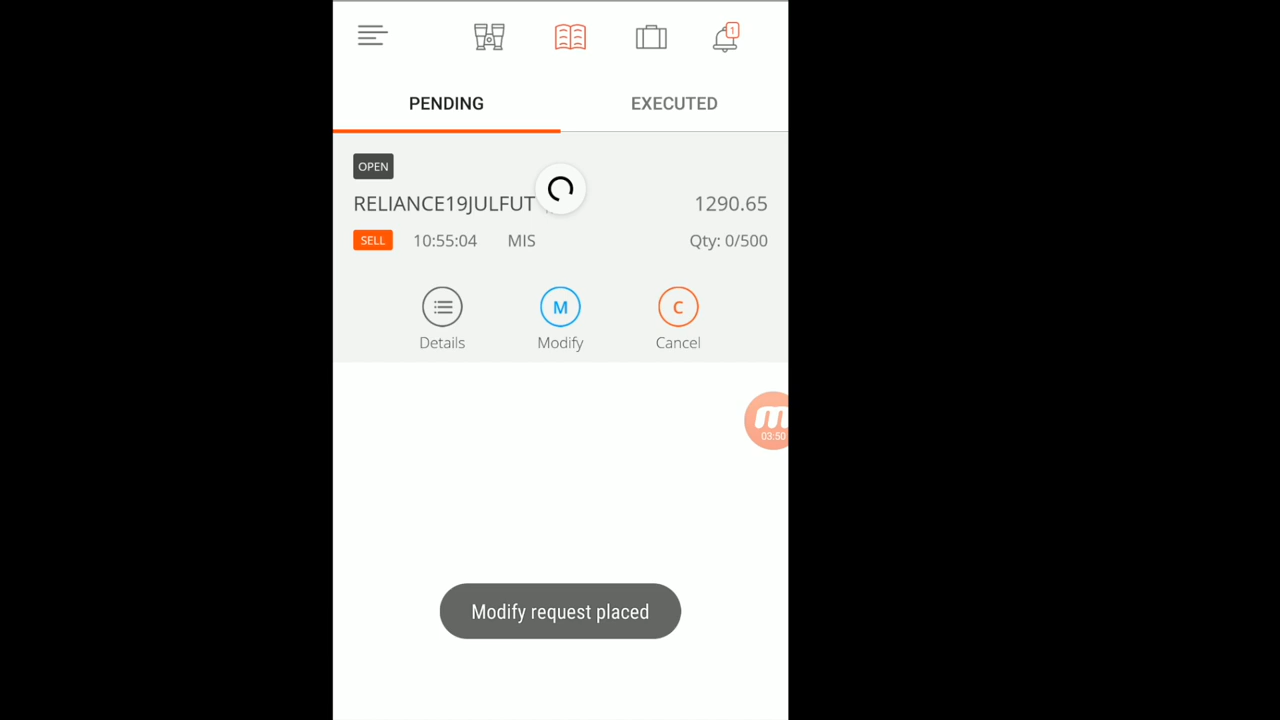 1
PENDING EXECUTED
OPEN
RELIANCE19JULFUT 1290.65
SELL 10:55:04 MIS Qty: 0/500
M C
Details Modify Cancel
m
03:50
Modify request placed